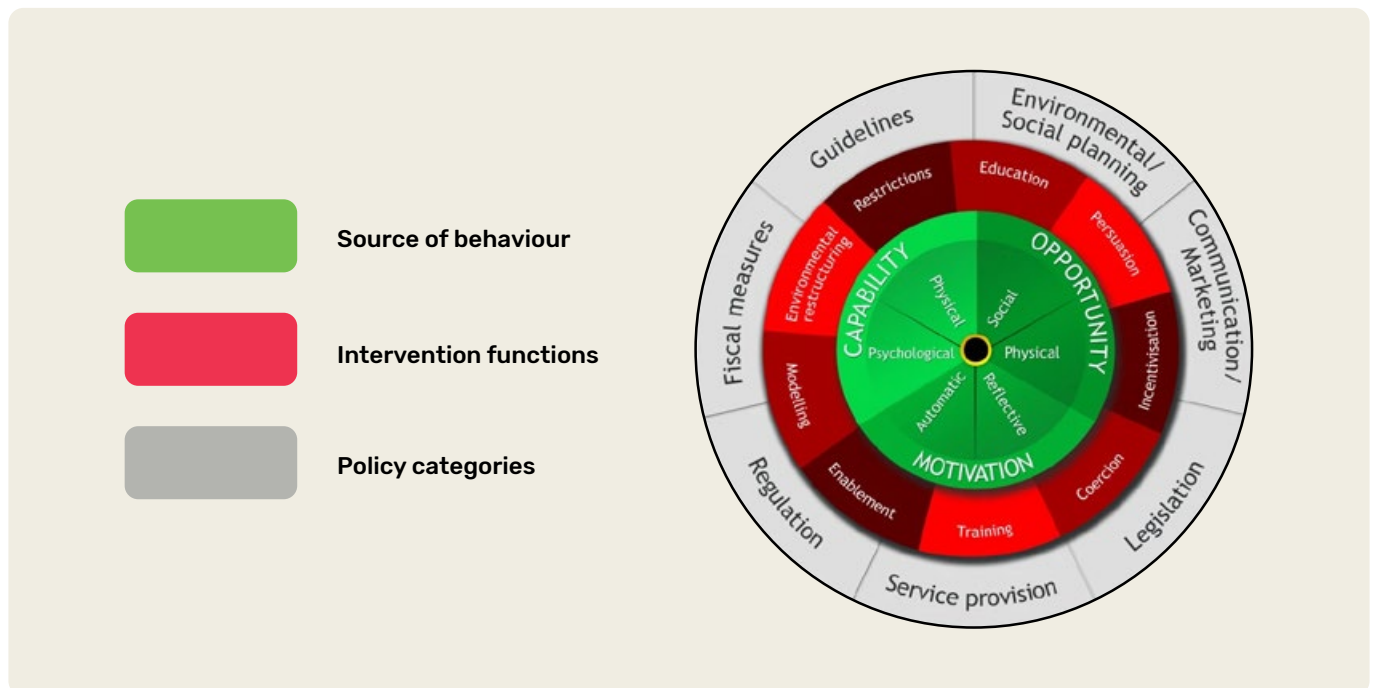 Source of behaviour
Intervention functions
Policy categories
Guidelines
Environmental/
Social planning
Communication/
Marketing
Legislation
Service provision
Regulation
Fiscal measures
Restrictions
Education
Persuasion
Incentivisation
Coercion
Training
Enablement
Modelling
Environmental
restructuring
CAPABILITY
OPPORTUNITY
MOTIVATION
Physical
Social
Psychological
Physical
Automatic
Reflective